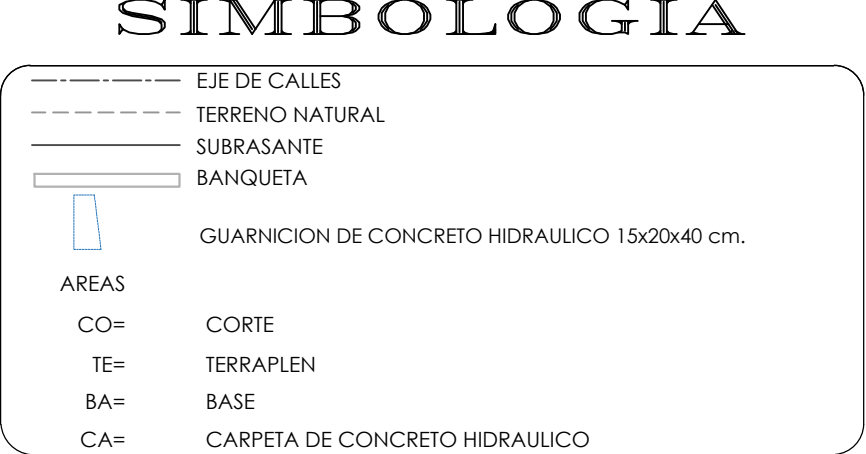 SIMBOLOGIA
EJE DE CALLES
TERRENO NATURAL
SUBRASANTE
BANQUETA
GUARNICION DE CONCRETO HIDRAULICO 15x20x40 cm.
AREAS
CO= CORTE
TE= TERRAPLEN
BA= BASE
CA= CARPETA DE CONCRETO HIDRAULICO